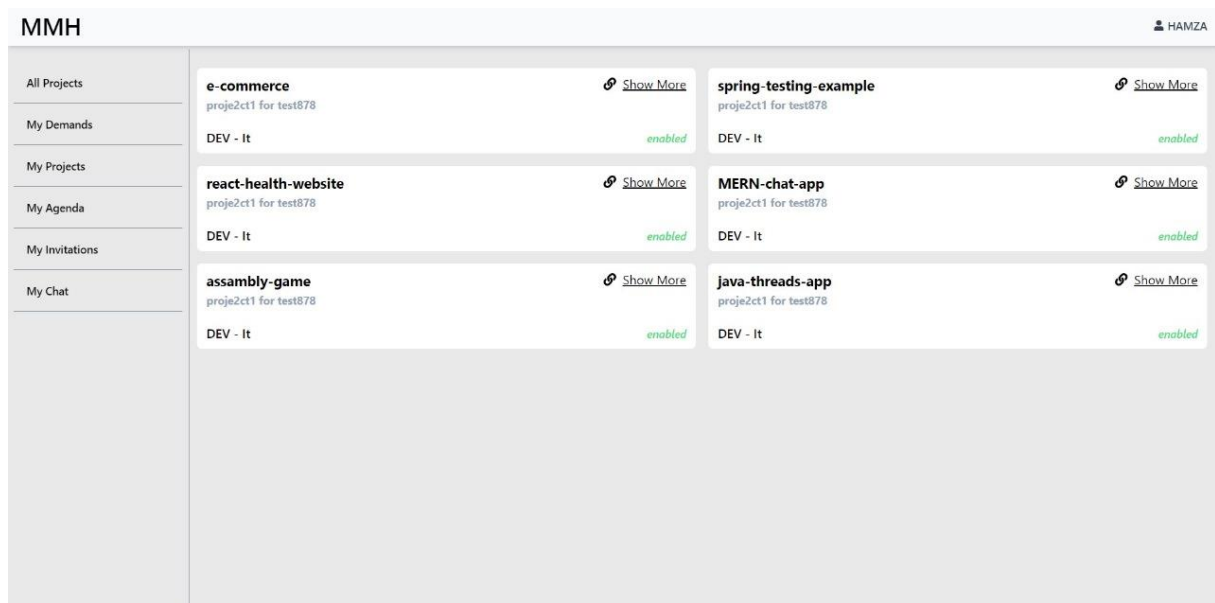 MMH
HAMZA
All Projects
My Demands
My Projects
My Agenda
My Invitations
My Chat
e-commerce
Show More
proje2ct1 for test878
DEV - It
enabled
spring-testing-example
Show More
proje2ct1 for test878
DEV - It
enabled
react-health-website
Show More
proje2ct1 for test878
DEV - It
enabled
MERN-chat-app
Show More
proje2ct1 for test878
DEV - It
enabled
assambly-game
Show More
proje2ct1 for test878
DEV - It
enabled
java-threads-app
Show More
proje2ct1 for test878
DEV - It
enabled